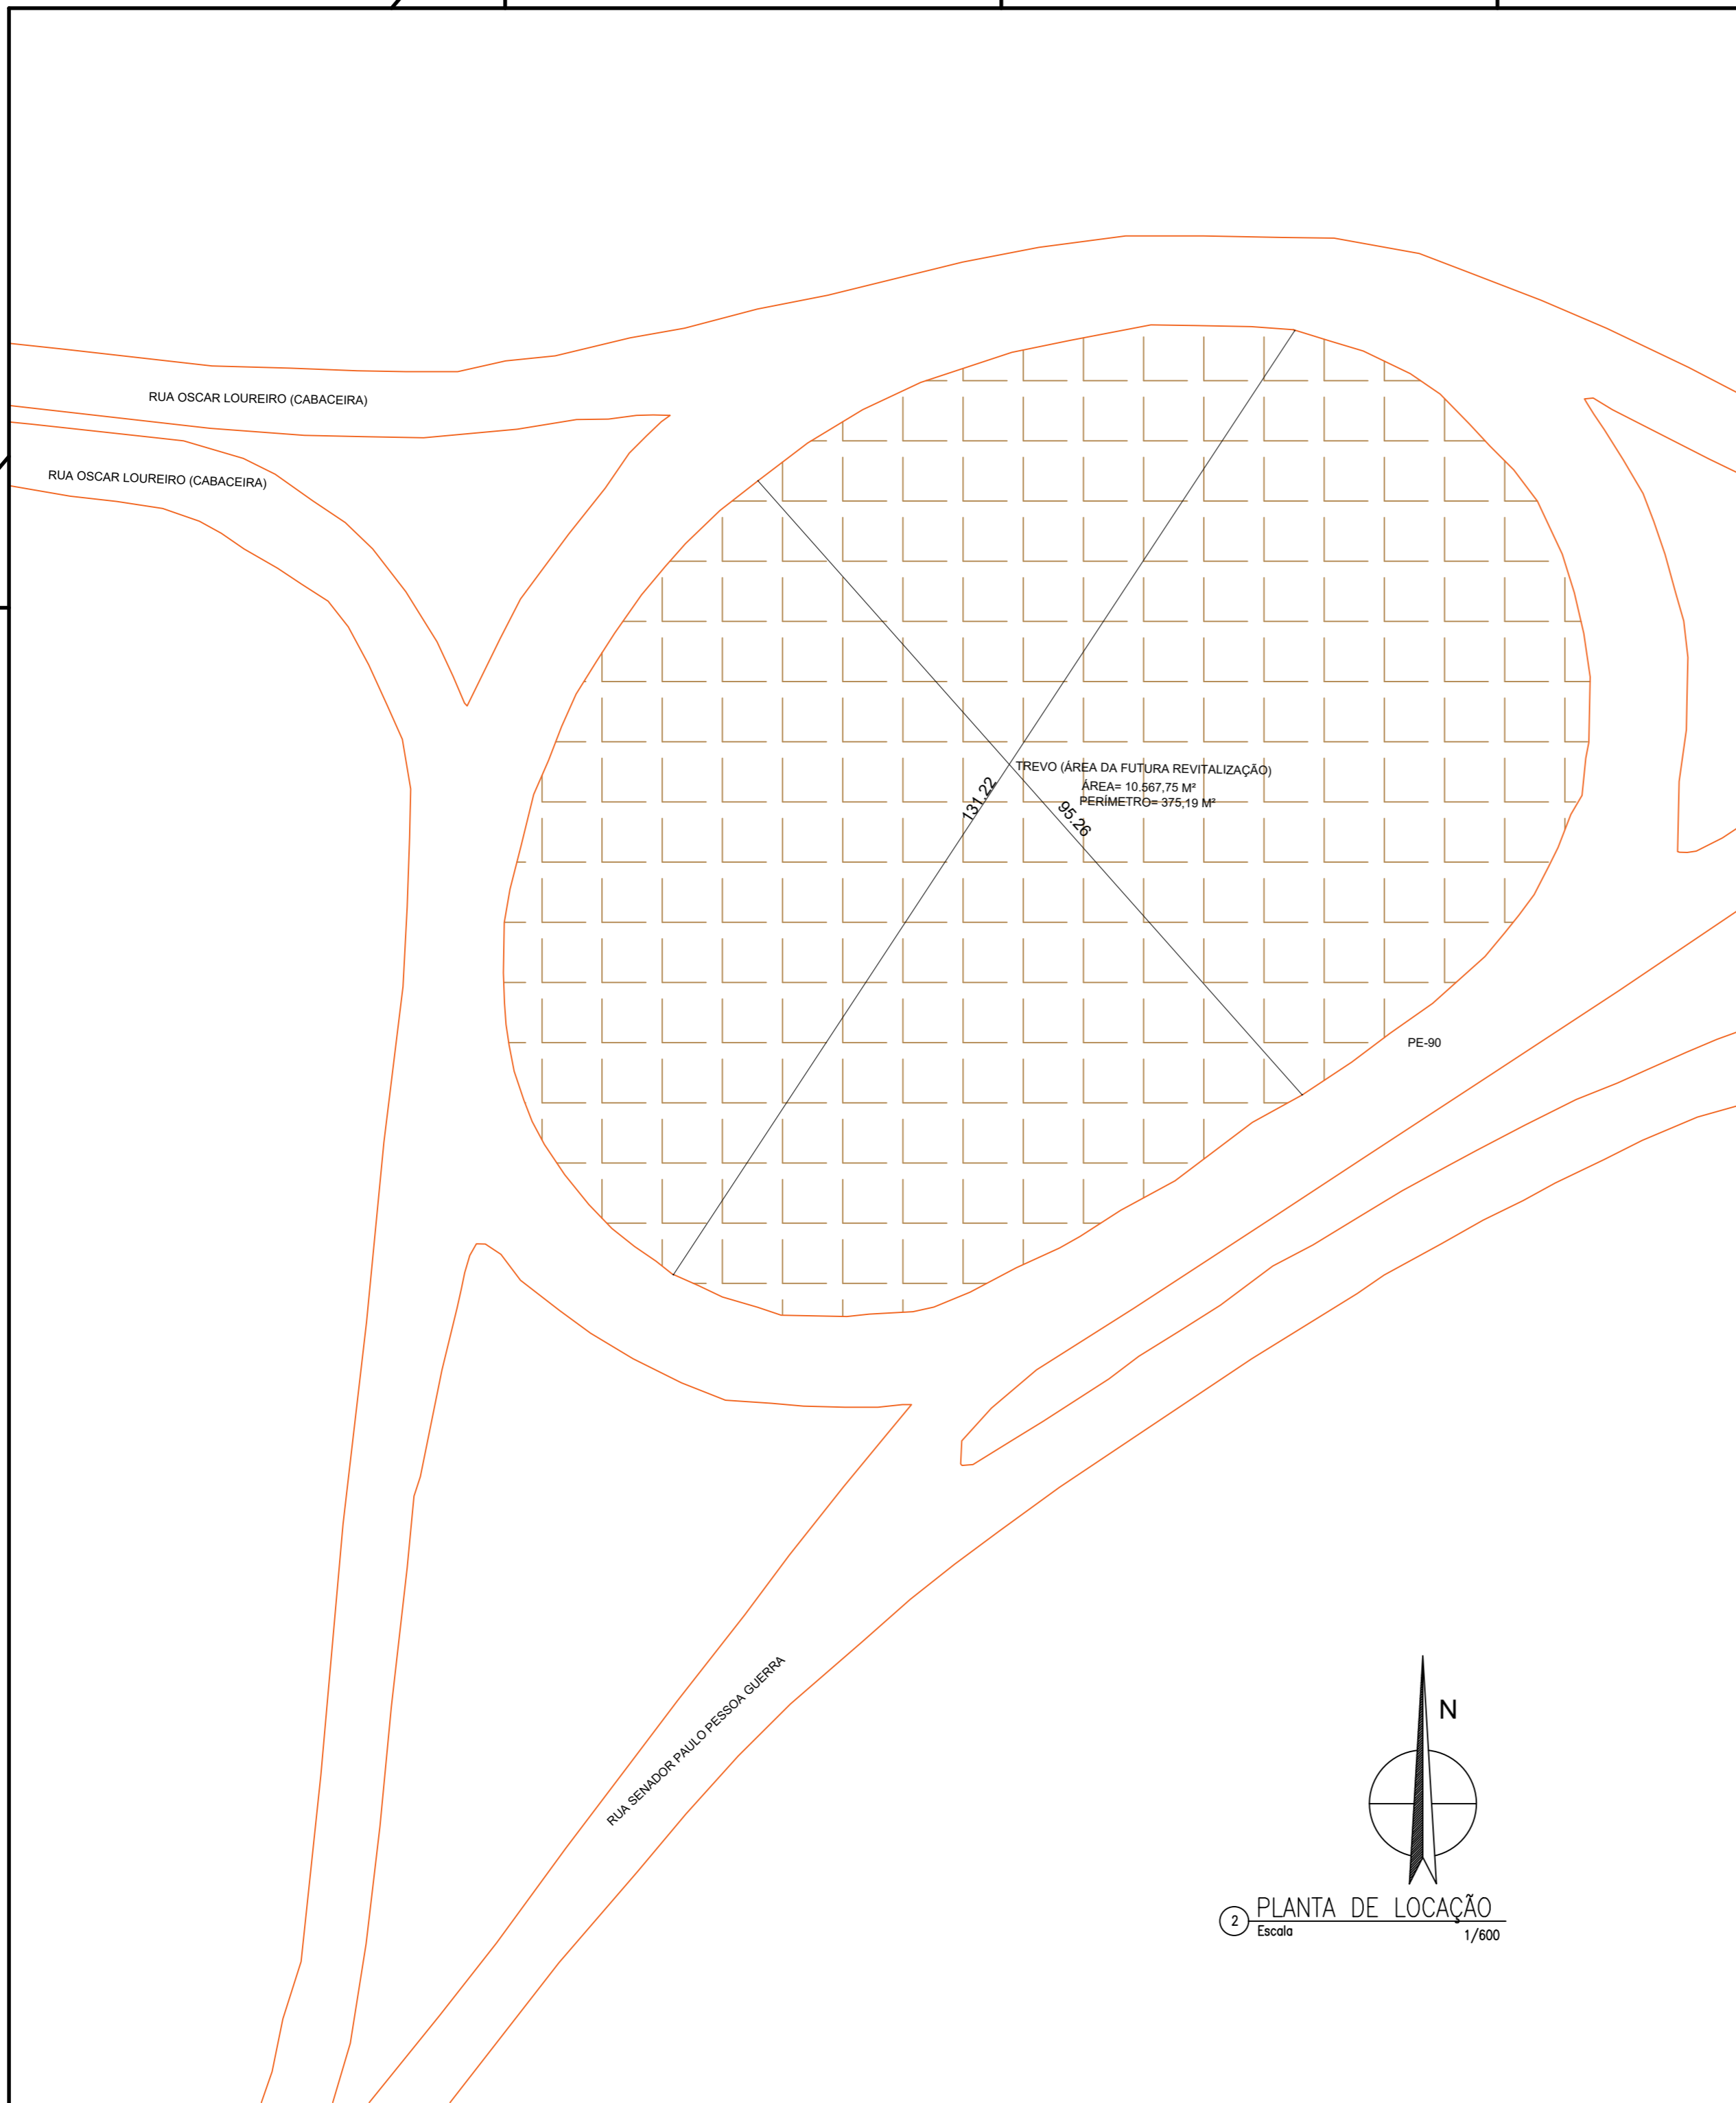 RUA OSCAR LOUREIRO (CABACEIRA)
RUA OSCAR LOUREIRO (CABACEIRA)
TREVO (ÁREA DA FUTURA REVITALIZAÇÃO)
ÁREA= 10.567,75 M²
PERÍMETRO= 375,19 M²
131.22
95.26
PE-90
RUA SENADOR PAULO PESSOA GUERRA
N
2 PLANTA DE LOCAÇÃO
Escala 1/600